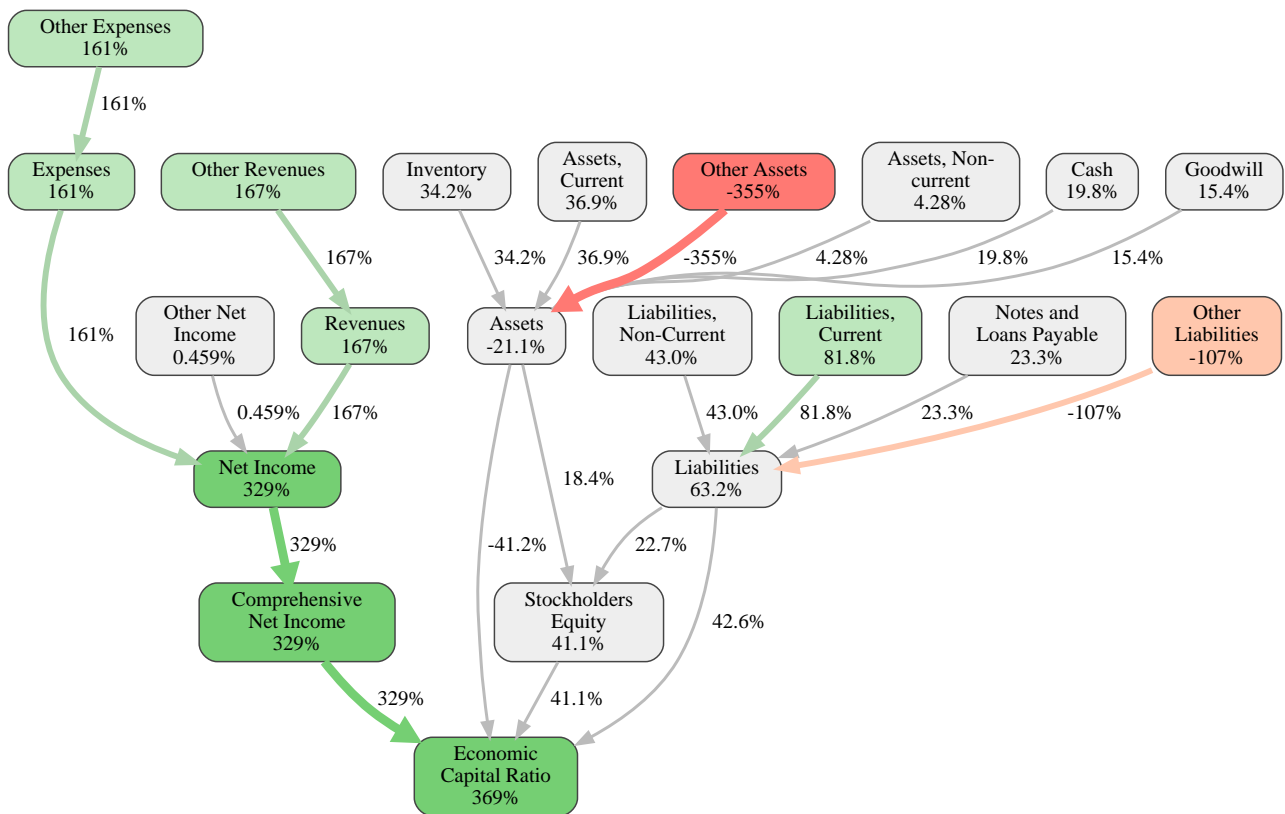 Other Expenses
161%
161%
Expenses
161%
Other Revenues
167%
Inventory
34.2%
Assets,
Current
36.9%
Other Assets
-355%
Assets, Non-
current
4.28%
Cash
19.8%
Goodwill
15.4%
167%
34.2%
36.9%
-355%
4.28%
19.8%
15.4%
161%
Other Net
Income
0.459%
Revenues
167%
Assets
-21.1%
Liabilities,
Non-Current
43.0%
Liabilities,
Current
81.8%
Notes and
Loans Payable
23.3%
Other
Liabilities
-107%
0.459%
167%
43.0%
81.8%
23.3%
-107%
Net Income
329%
18.4%
Liabilities
63.2%
329%
-41.2%
22.7%
Comprehensive
Net Income
329%
Stockholders
Equity
41.1%
42.6%
329%
41.1%
Economic
Capital Ratio
369%